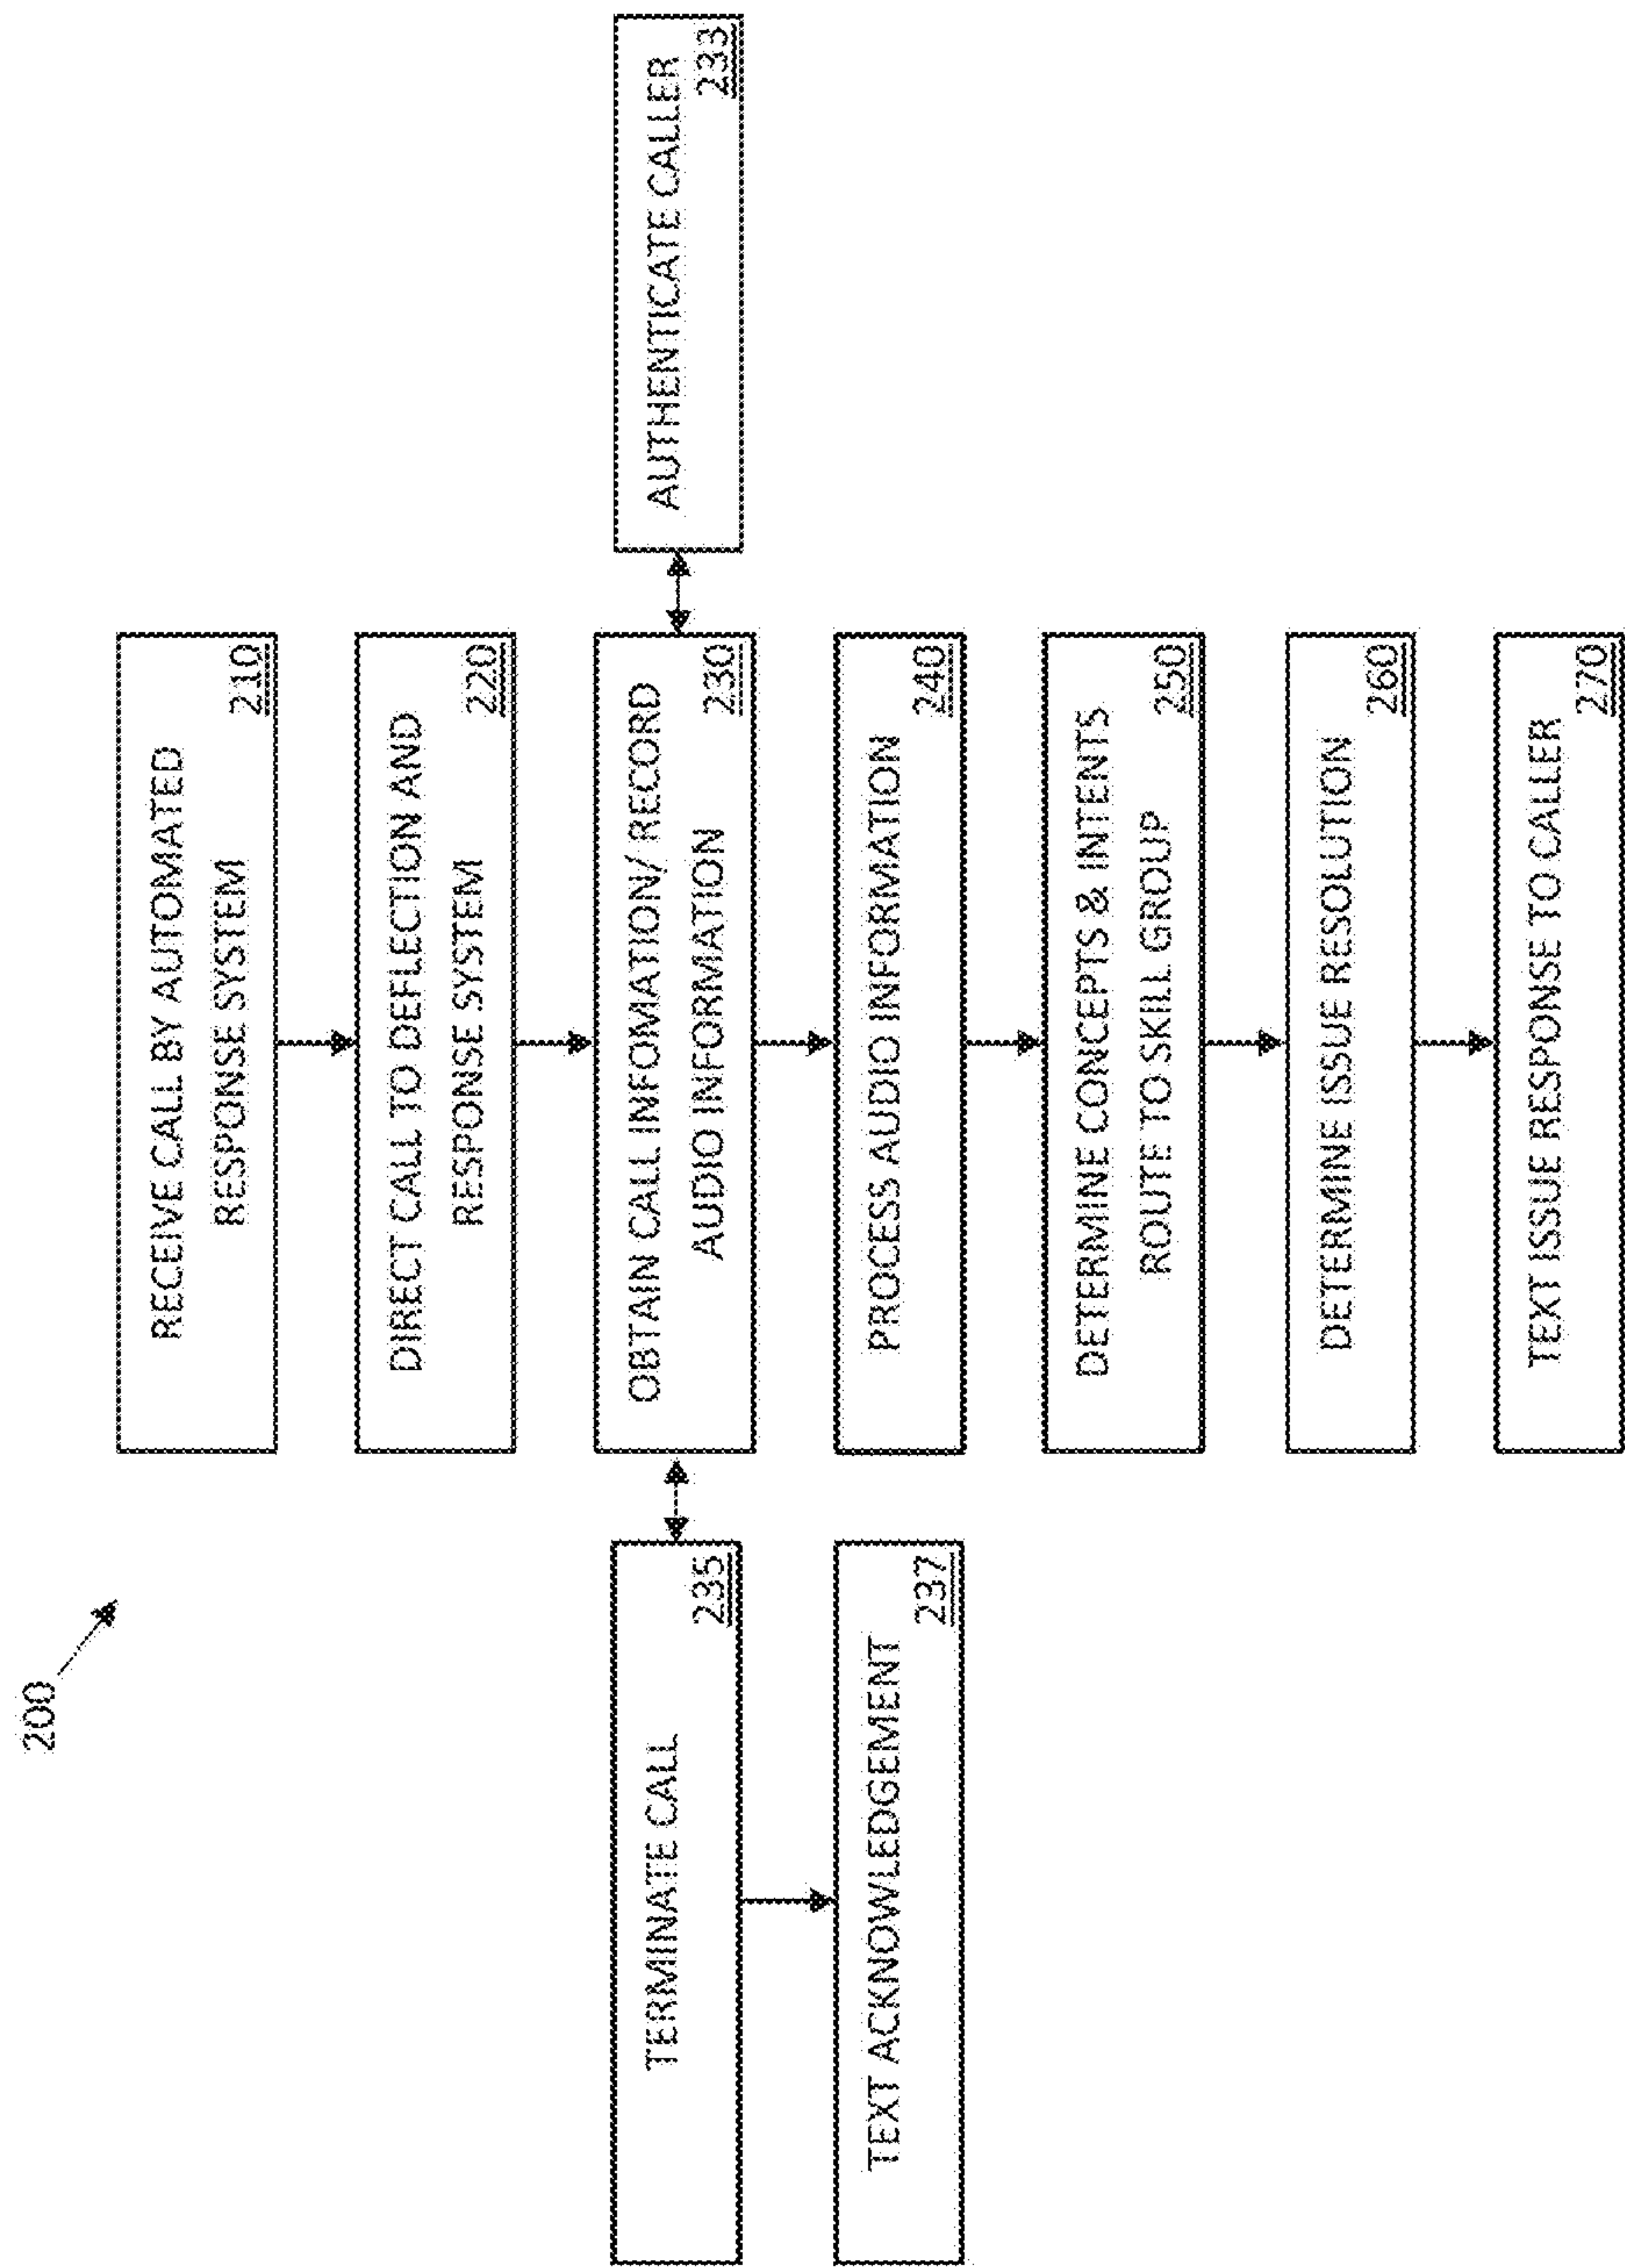 200
RECEIVE CALL BY AUTOMATED
RESPONSE SYSTEM
210
DIRECT CALL TO DEFLECTION AND
RESPONSE SYSTEM
220
OBTAIN CALL INFOMATION/ RECORD
AUDIO INFORMATION
230
AUTHENTICATE CALLER
233
TERMINATE CALL
235
TEXT ACKNOWLEDGEMENT
237
PROCESS AUDIO INFORMATION
240
DETERMINE CONCEPTS & INTENTS
ROUTE TO SKILL GROUP
250
DETERMINE ISSUE RESOLUTION
260
TEXT ISSUE RESPONSE TO CALLER
270